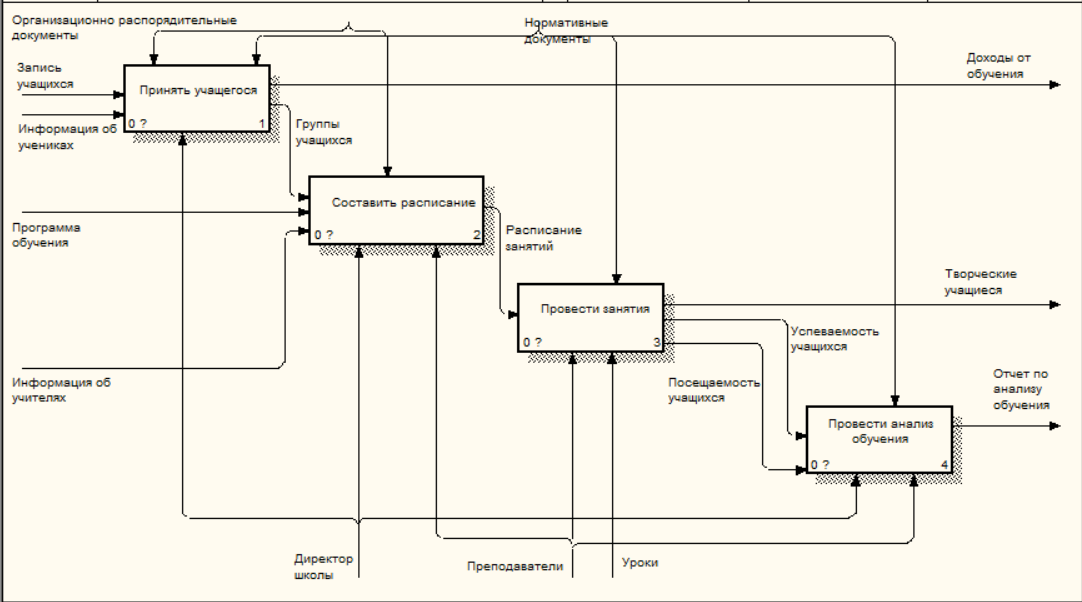 Организационно распорядительные
документы
Нормативные
документы
Запись
учащихся
Принять учащегося
0 ?
1
Доходы от
обучения
Информация об
учениках
Группы
учащихся
Составить расписание
0 ?
2
Программа
обучения
Расписание
занятий
Творческие
учащиеся
Провести занятия
0 ?
3
Успеваемость
учащихся
Информация об
учителях
Посещаемость
учащихся
Отчет по
анализу
обучения
Провести анализ
обучения
0 ?
4
Директор
школы
Преподаватели
Уроки